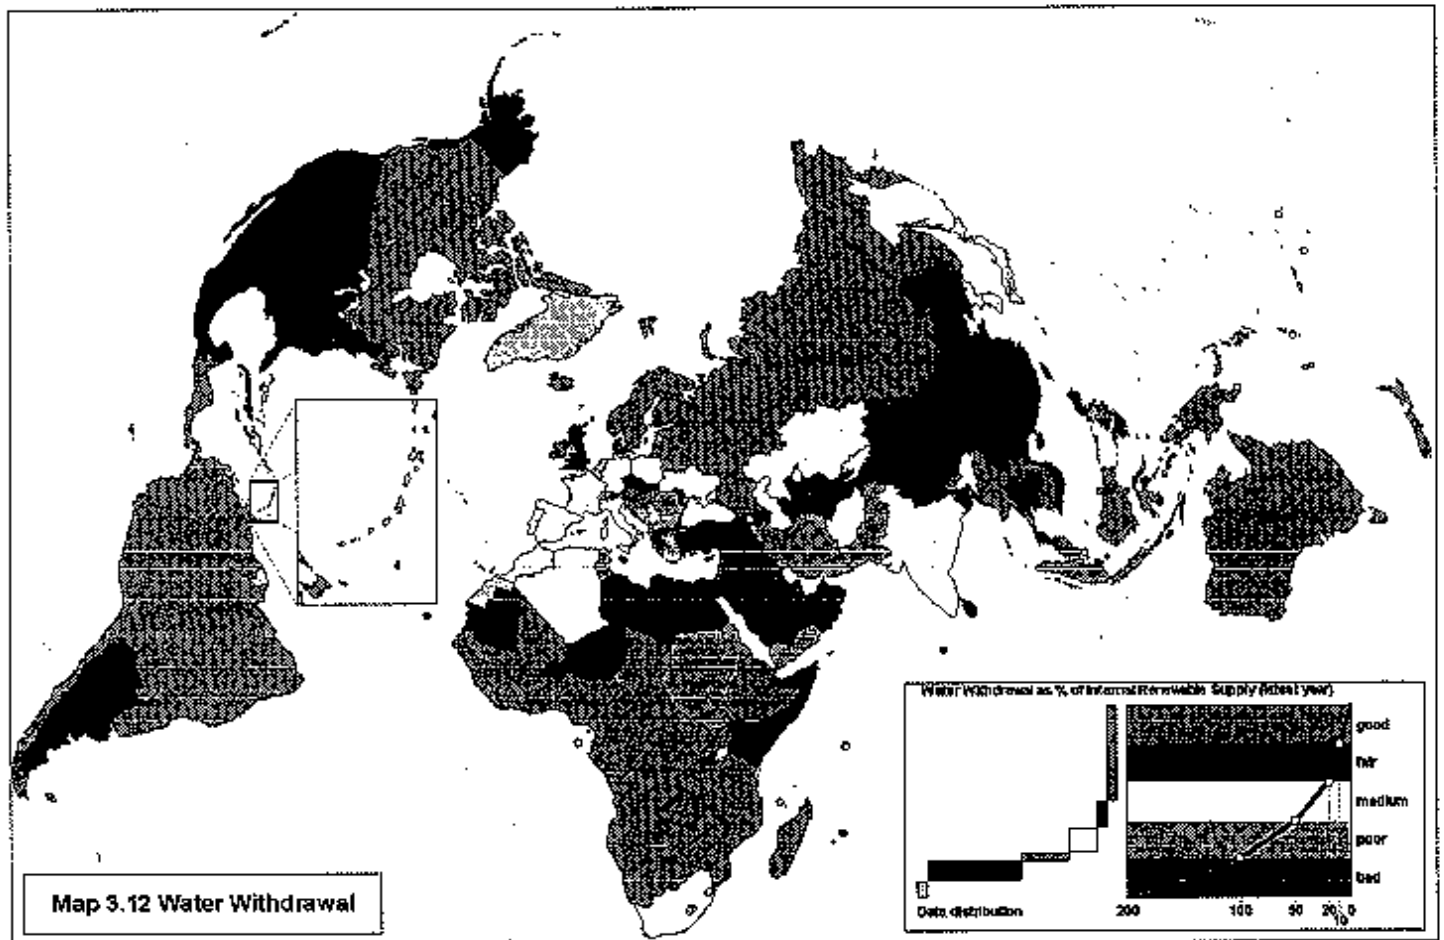 Water Withdrawal as % of Internal Renewable Supply (latest year)
good
fair
medium
poor
bad
Data distribution
200 100 50 20 0
10
Map 3.12 Water Withdrawal